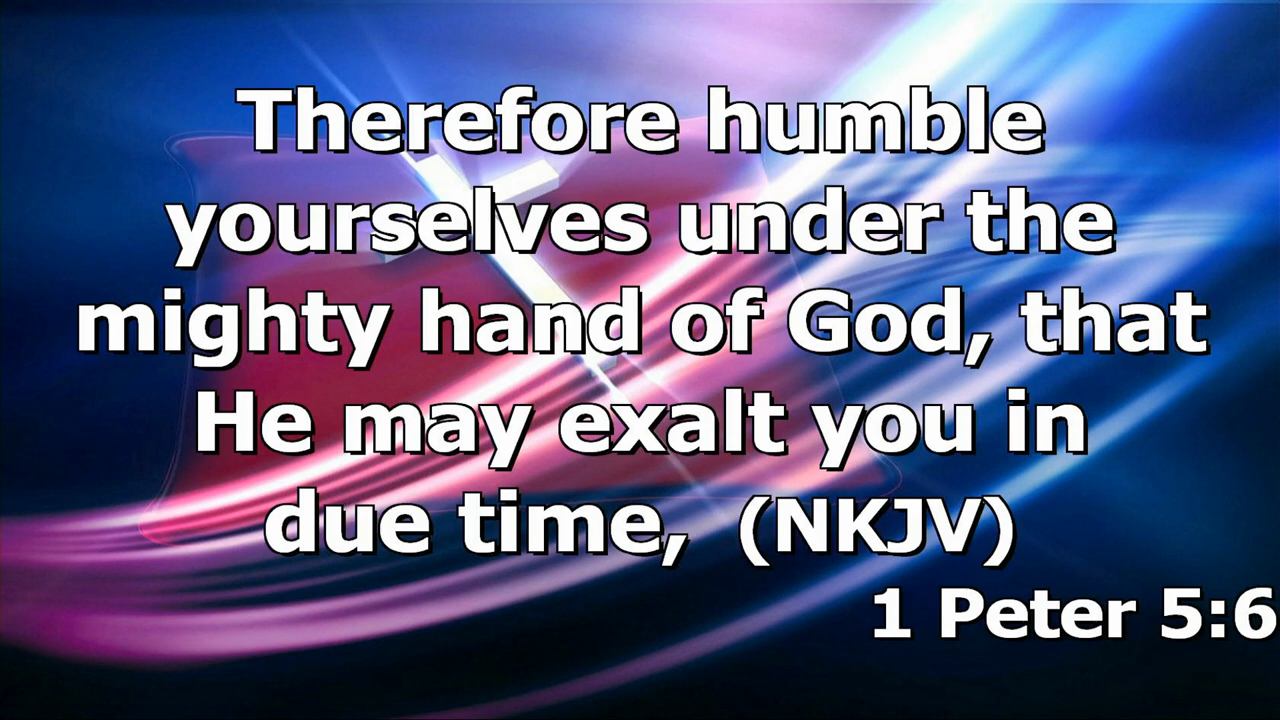 Therefore humble
yourselves under the
mighty hand of God, that
He may exalt you in
due time, (NKJV)
1 Peter 5:6